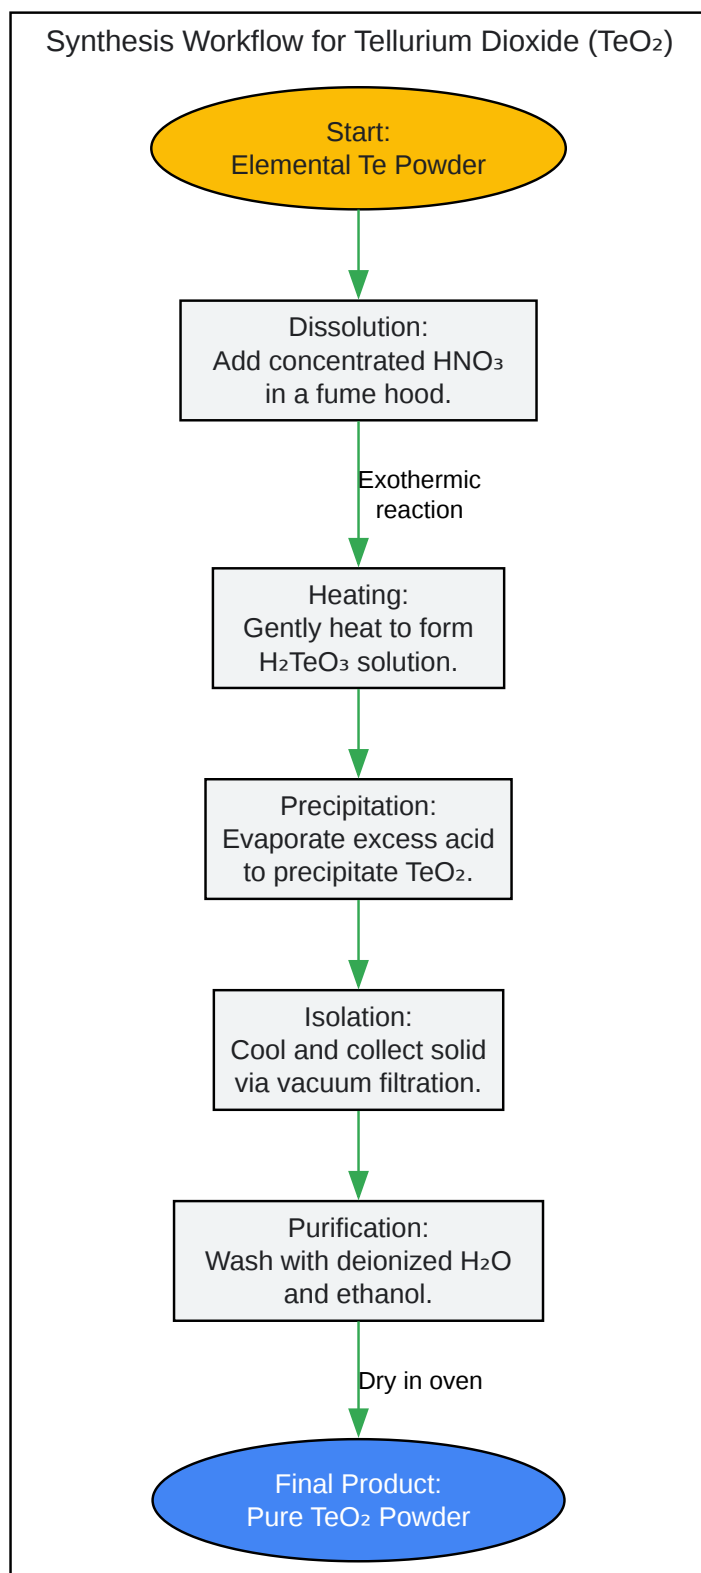 Synthesis Workflow for Tellurium Dioxide (TeO₂)
Start:
Elemental Te Powder
Dissolution:
Add concentrated HNO₃
in a fume hood.
Exothermic
reaction
Heating:
Gently heat to form
H₂TeO₃ solution.
Precipitation:
Evaporate excess acid
to precipitate TeO₂.
Isolation:
Cool and collect solid
via vacuum filtration.
Purification:
Wash with deionized H₂O
and ethanol.
Dry in oven
Final Product:
Pure TeO₂ Powder